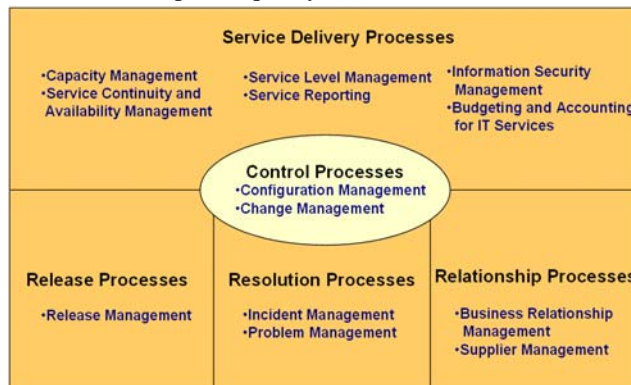 Service Delivery Processes
•Capacity Management
•Service Continuity and
Availability Management
•Service Level Management
•Service Reporting
•Information Security
Management
•Budgeting and Accounting
for IT Services
Control Processes
•Configuration Management
•Change Management
Release Processes
•Release Management
Resolution Processes
•Incident Management
•Problem Management
Relationship Processes
•Business Relationship
Management
•Supplier Management